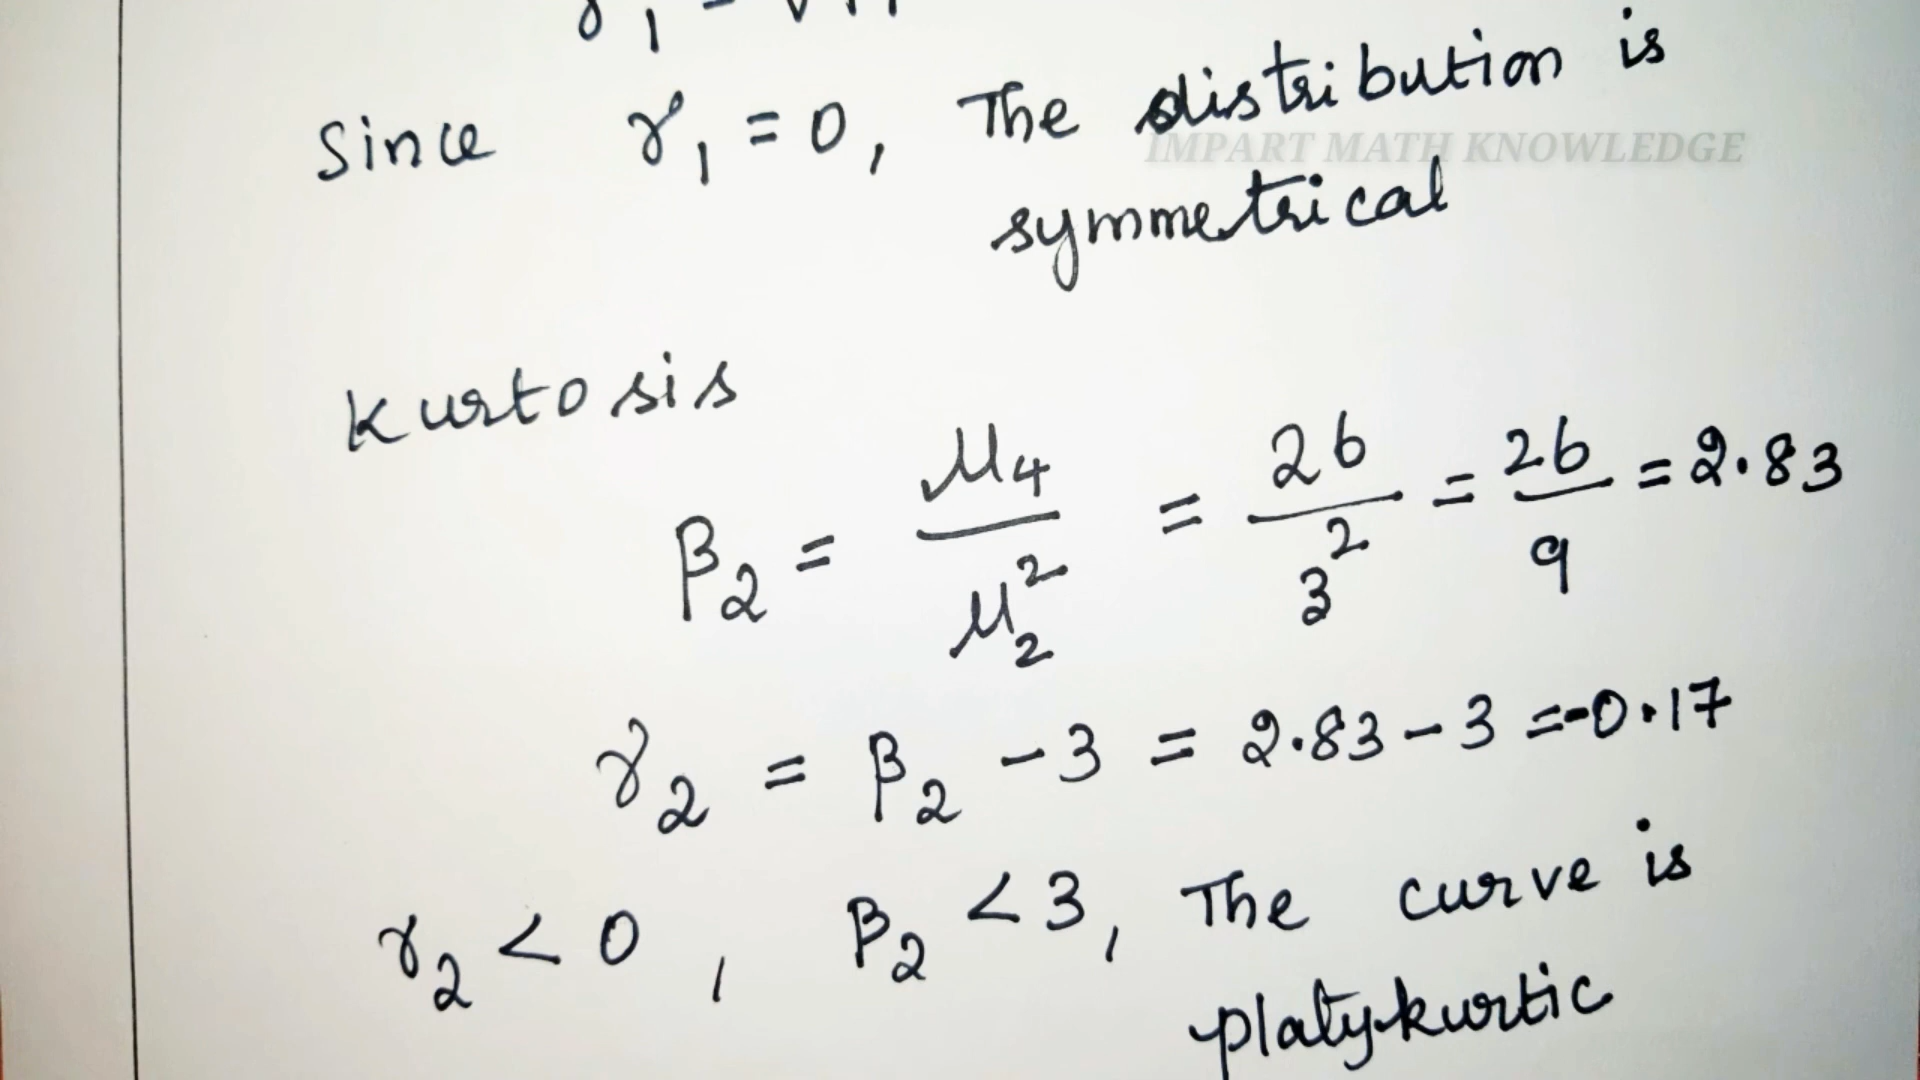 γ₁ =
Since γ₁ = 0, The distribution is
IMPART MATH KNOWLEDGE
symmetrical
Kurtosis
β₂ = μ₄ / μ₂² = 26 / 3² = 26 / 9 = 2.83
γ₂ = β₂ - 3 = 2.83 - 3 = -0.17
γ₂ < 0, β₂ < 3, The curve is
platykurtic